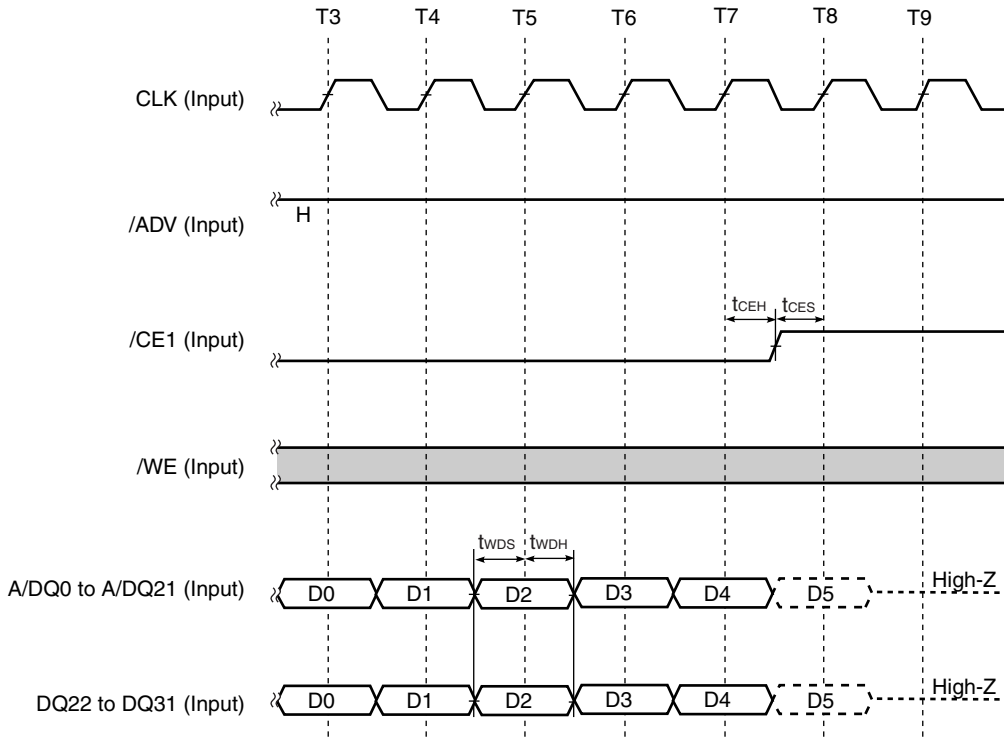 T3 T4 T5 T6 T7 T8 T9
CLK (Input)
/ADV (Input)
H
tCEH tCES
/CE1 (Input)
/WE (Input)
tWDS tWDH
A/DQ0 to A/DQ21 (Input) D0 D1 D2 D3 D4 D5 High-Z
DQ22 to DQ31 (Input) D0 D1 D2 D3 D4 D5 High-Z